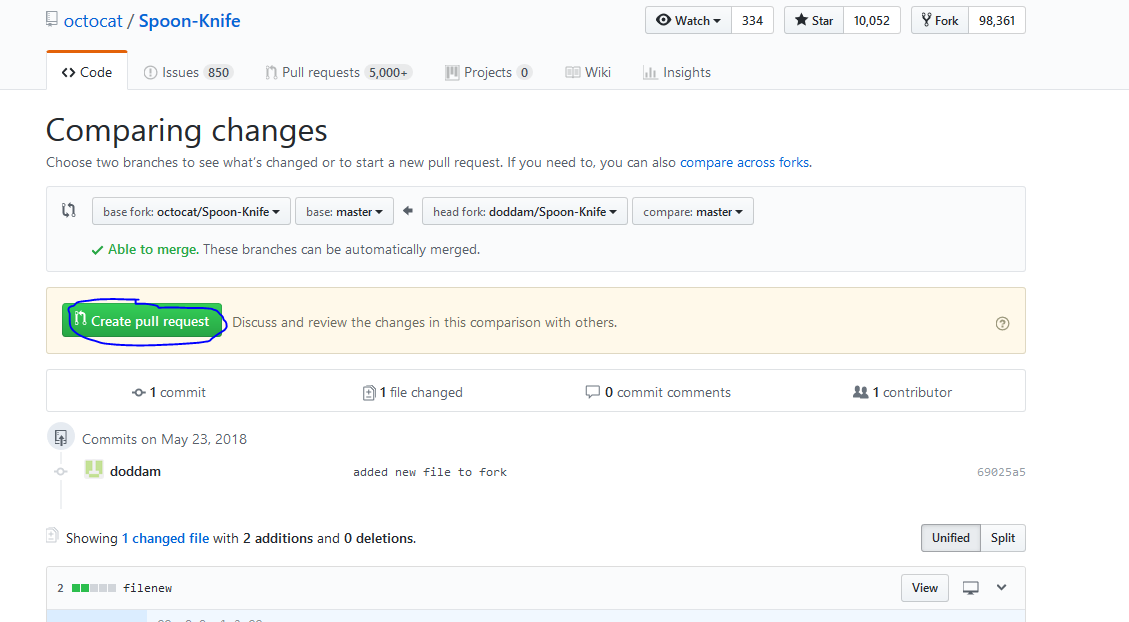 octocat / Spoon-Knife Watch 334 Star 10,052 Fork 98,361
Code Issues 850 Pull requests 5,000+ Projects 0 Wiki Insights
Comparing changes
Choose two branches to see what's changed or to start a new pull request. If you need to, you can also compare across forks.
base fork: octocat/Spoon-Knife base: master head fork: doddam/Spoon-Knife compare: master
Able to merge. These branches can be automatically merged.
Create pull request Discuss and review the changes in this comparison with others.
1 commit 1 file changed 0 commit comments 1 contributor
Commits on May 23, 2018
doddam added new file to fork 69025a5
Showing 1 changed file with 2 additions and 0 deletions. Unified Split
2 filenew View